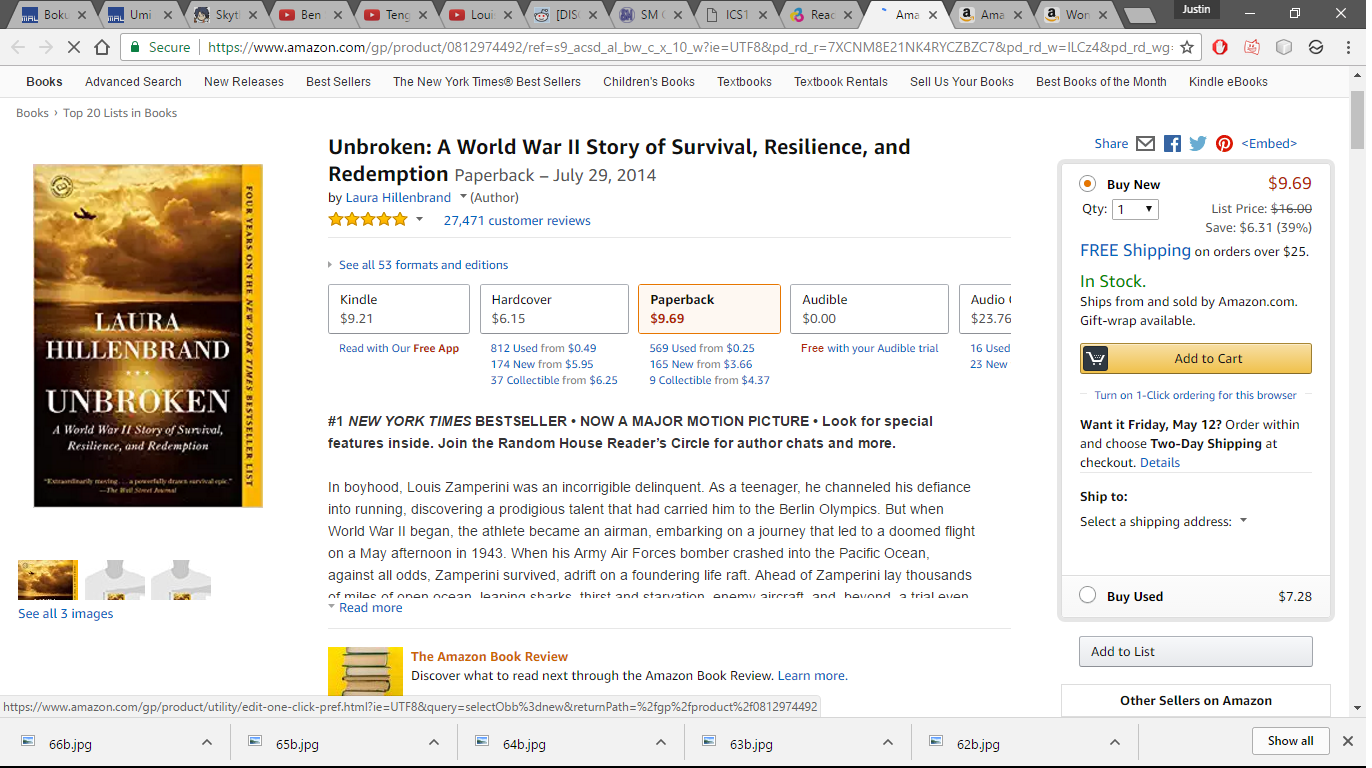 Boku
Umi
Skyth
Ben
Teng
Loui
[DISC
SM C
ICS1
Reac
Ama
Ama
Won
Justin
Secure
https://www.amazon.com/gp/product/0812974492/ref=s9_acsd_al_bw_c_x_10_w?ie=UTF8&pd_rd_r=7XCNM8E21NK4RYCZBZC7&pd_rd_w=ILCz4&pd_rd_wg=
Books Advanced Search New Releases Best Sellers The New York Times® Best Sellers Children's Books Textbooks Textbook Rentals Sell Us Your Books Best Books of the Month Kindle eBooks
Books › Top 20 Lists in Books
FOUR YEARS ON THE NEW YORK TIMES BESTSELLER LIST
LAURA
HILLENBRAND
UNBROKEN
A World War II Story of Survival,
Resilience, and Redemption
"Extraordinarily moving . . . a powerfully drawn survival epic."
—The Wall Street Journal
See all 3 images
Unbroken: A World War II Story of Survival, Resilience, and
Redemption Paperback – July 29, 2014
by Laura Hillenbrand (Author)
27,471 customer reviews
See all 53 formats and editions
Kindle
$9.21
Read with Our Free App
Hardcover
$6.15
812 Used from $0.49
174 New from $5.95
37 Collectible from $6.25
Paperback
$9.69
569 Used from $0.25
165 New from $3.66
9 Collectible from $4.37
Audible
$0.00
Free with your Audible trial
Audio
$23.76
16 Used
23 New
#1 NEW YORK TIMES BESTSELLER • NOW A MAJOR MOTION PICTURE • Look for special
features inside. Join the Random House Reader's Circle for author chats and more.
In boyhood, Louis Zamperini was an incorrigible delinquent. As a teenager, he channeled his defiance
into running, discovering a prodigious talent that had carried him to the Berlin Olympics. But when
World War II began, the athlete became an airman, embarking on a journey that led to a doomed flight
on a May afternoon in 1943. When his Army Air Forces bomber crashed into the Pacific Ocean,
against all odds, Zamperini survived, adrift on a foundering life raft. Ahead of Zamperini lay thousands
of miles of open ocean, leaping sharks, thirst and starvation, enemy aircraft, and, beyond, a trial even
Read more
The Amazon Book Review
Discover what to read next through the Amazon Book Review. Learn more.
Share <Embed>
Buy New $9.69
Qty: 1
List Price: $16.00
Save: $6.31 (39%)
FREE Shipping on orders over $25.
In Stock.
Ships from and sold by Amazon.com.
Gift-wrap available.
Add to Cart
Turn on 1-Click ordering for this browser
Want it Friday, May 12? Order within
and choose Two-Day Shipping at
checkout. Details
Ship to:
Select a shipping address:
Buy Used $7.28
Add to List
Other Sellers on Amazon
https://www.amazon.com/gp/product/utility/edit-one-click-pref.html?ie=UTF8&query=selectObb%3dnew&returnPath=%2fgp%2fproduct%2f0812974492
66b.jpg
65b.jpg
64b.jpg
63b.jpg
62b.jpg
Show all